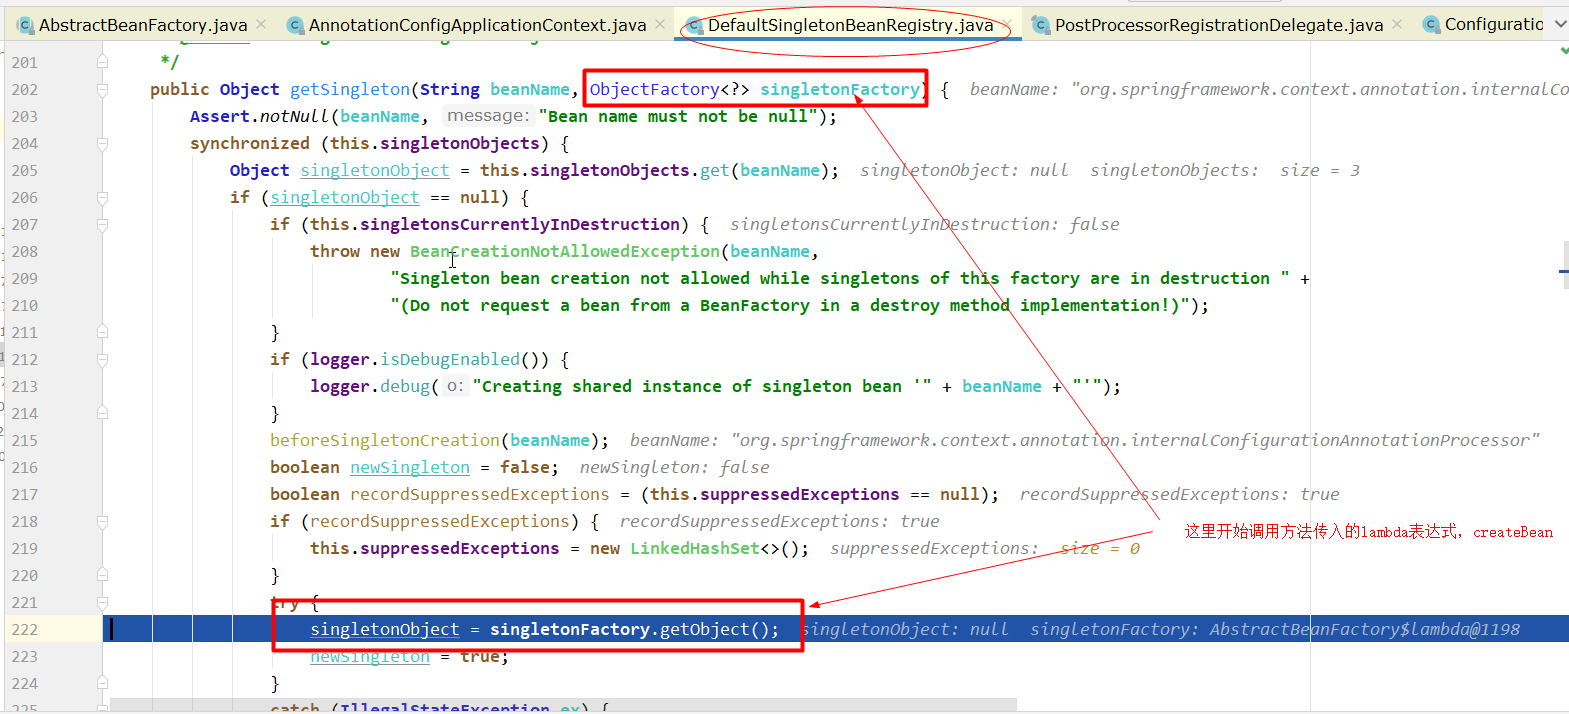 AbstractBeanFactory.java × AnnotationConfigApplicationContext.java × DefaultSingletonBeanRegistry.java × PostProcessorRegistrationDelegate.java × Configuratio
201 */
202 public Object getSingleton(String beanName, ObjectFactory<?> singletonFactory) { beanName: "org.springframework.context.annotation.internalCo
203 Assert.notNull(beanName, message: "Bean name must not be null");
204 synchronized (this.singletonObjects) {
205 Object singletonObject = this.singletonObjects.get(beanName); singletonObject: null singletonObjects: size = 3
206 if (singletonObject == null) {
207 if (this.singletonsCurrentlyInDestruction) { singletonsCurrentlyInDestruction: false
208 throw new BeanCreationNotAllowedException(beanName,
209 "Singleton bean creation not allowed while singletons of this factory are in destruction " +
210 "(Do not request a bean from a BeanFactory in a destroy method implementation!)");
211 }
212 if (logger.isDebugEnabled()) {
213 logger.debug( o: "Creating shared instance of singleton bean '" + beanName + "'");
214 }
215 beforeSingletonCreation(beanName); beanName: "org.springframework.context.annotation.internalConfigurationAnnotationProcessor"
216 boolean newSingleton = false; newSingleton: false
217 boolean recordSuppressedExceptions = (this.suppressedExceptions == null); recordSuppressedExceptions: true
218 if (recordSuppressedExceptions) { recordSuppressedExceptions: true
这里开始调用方法传入的lambda表达式，createBean
219 this.suppressedExceptions = new LinkedHashSet<>(); suppressedExceptions: size = 0
220 }
221 try {
222 singletonObject = singletonFactory.getObject(); singletonObject: null singletonFactory: AbstractBeanFactory$lambda@1198
223 newSingleton = true;
224 }
225 catch (IllegalStateException ex) {